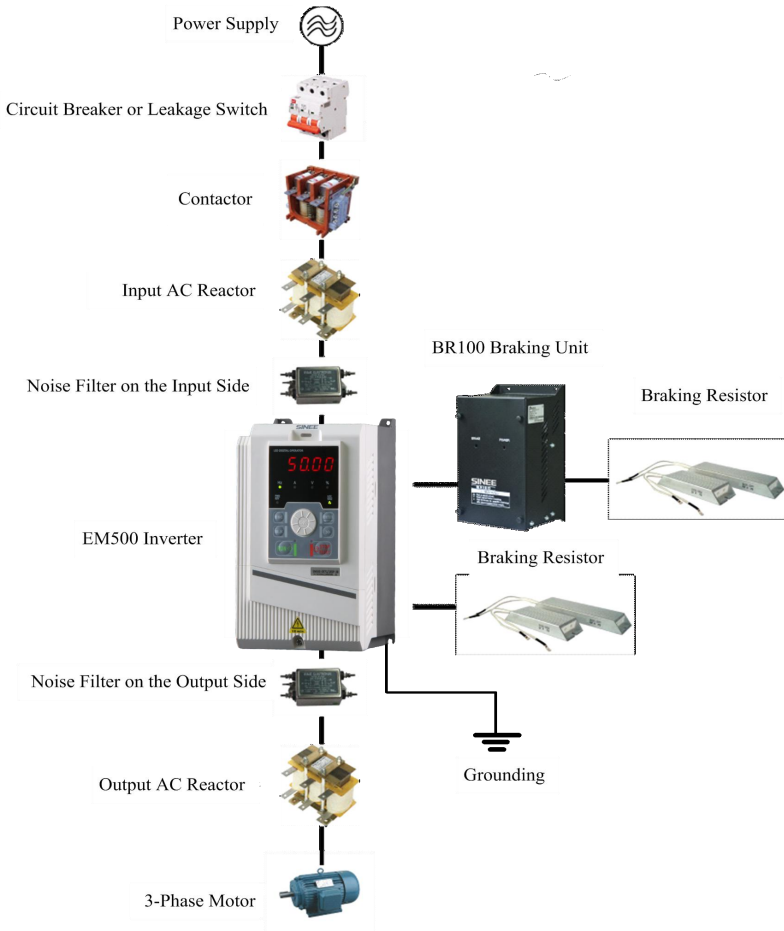 Power Supply
Circuit Breaker or Leakage Switch
Contactor
Input AC Reactor
BR100 Braking Unit
Noise Filter on the Input Side
Braking Resistor
SINEE
50.00
SINEE
EM500 Inverter
Braking Resistor
Noise Filter on the Output Side
Grounding
Output AC Reactor
3-Phase Motor